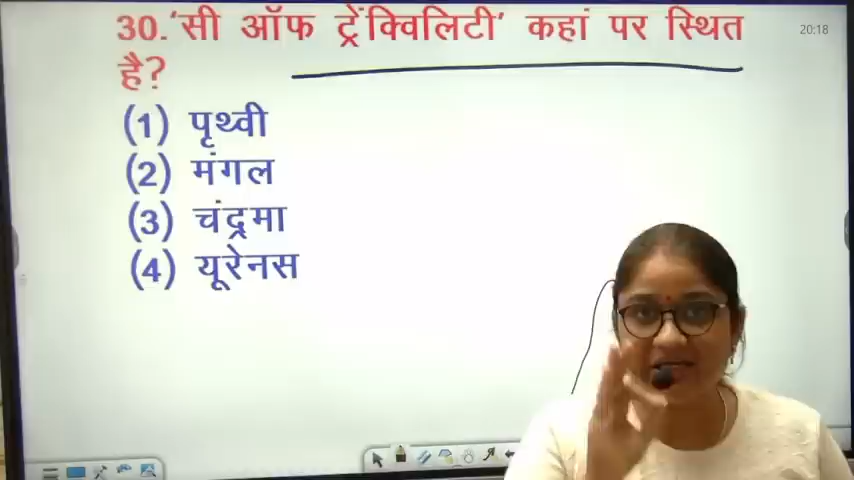 20:18
30.'सी ऑफ ट्रेंक्विलिटी' कहां पर स्थित
है?
(1) पृथ्वी
(2) मंगल
(3) चंद्रमा
(4) यूरेनस